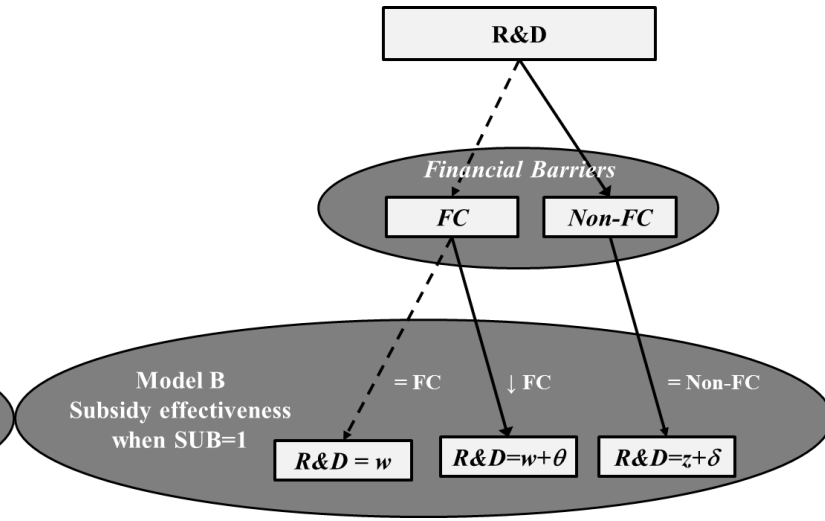 R&D
Financial Barriers
FC
Non-FC
Model B
Subsidy effectiveness
when SUB=1
= FC
↓ FC
= Non-FC
R&D = w
R&D=w+θ
R&D=z+δ